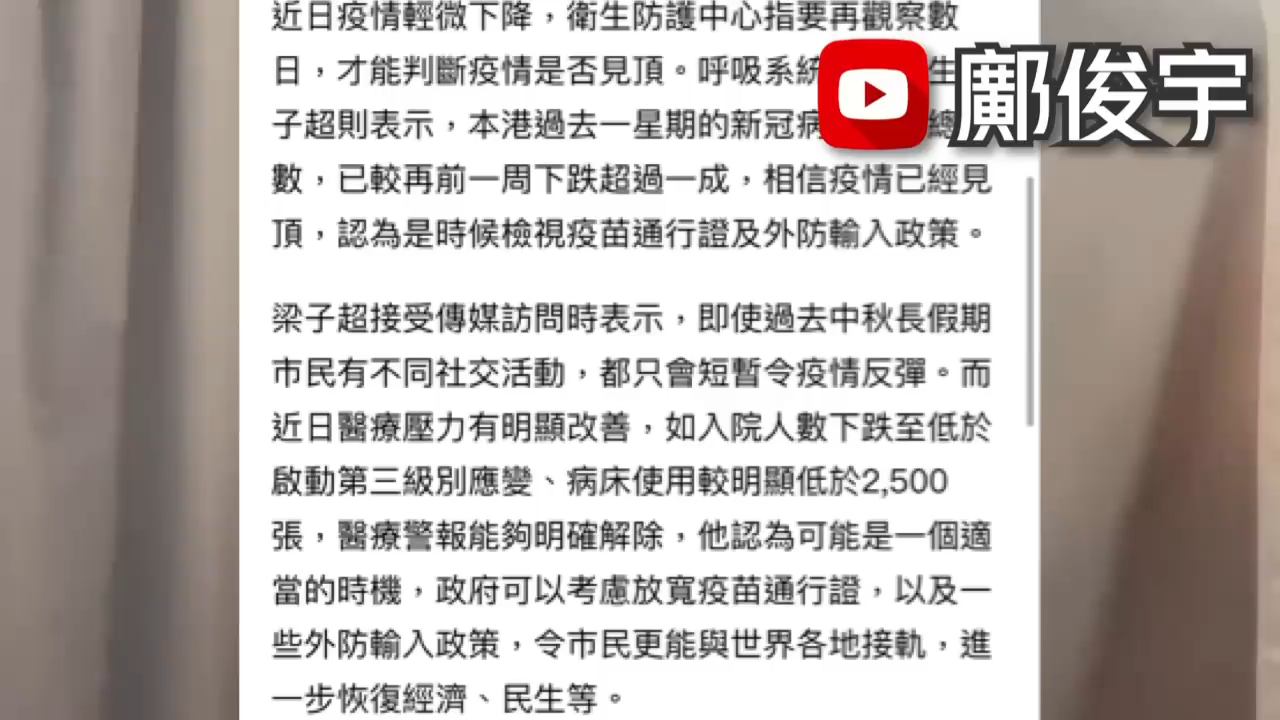 近日疫情輕微下降，衛生防護中心指要再觀察數
日，才能判斷疫情是否見頂。呼吸系統
生
子超則表示，本港過去一星期的新冠病
總
數，已較再前一周下跌超過一成，相信疫情已經見
頂，認為是時候檢視疫苗通行證及外防輸入政策。
梁子超接受傳媒訪問時表示，即使過去中秋長假期
市民有不同社交活動，都只會短暫令疫情反彈。而
近日醫療壓力有明顯改善，如入院人數下跌至低於
啟動第三級別應變、病床使用較明顯低於2,500
張，醫療警報能夠明確解除，他認為可能是一個適
當的時機，政府可以考慮放寬疫苗通行證，以及一
些外防輸入政策，令市民更能與世界各地接軌，進
一步恢復經濟、民生等。
鄺俊宇